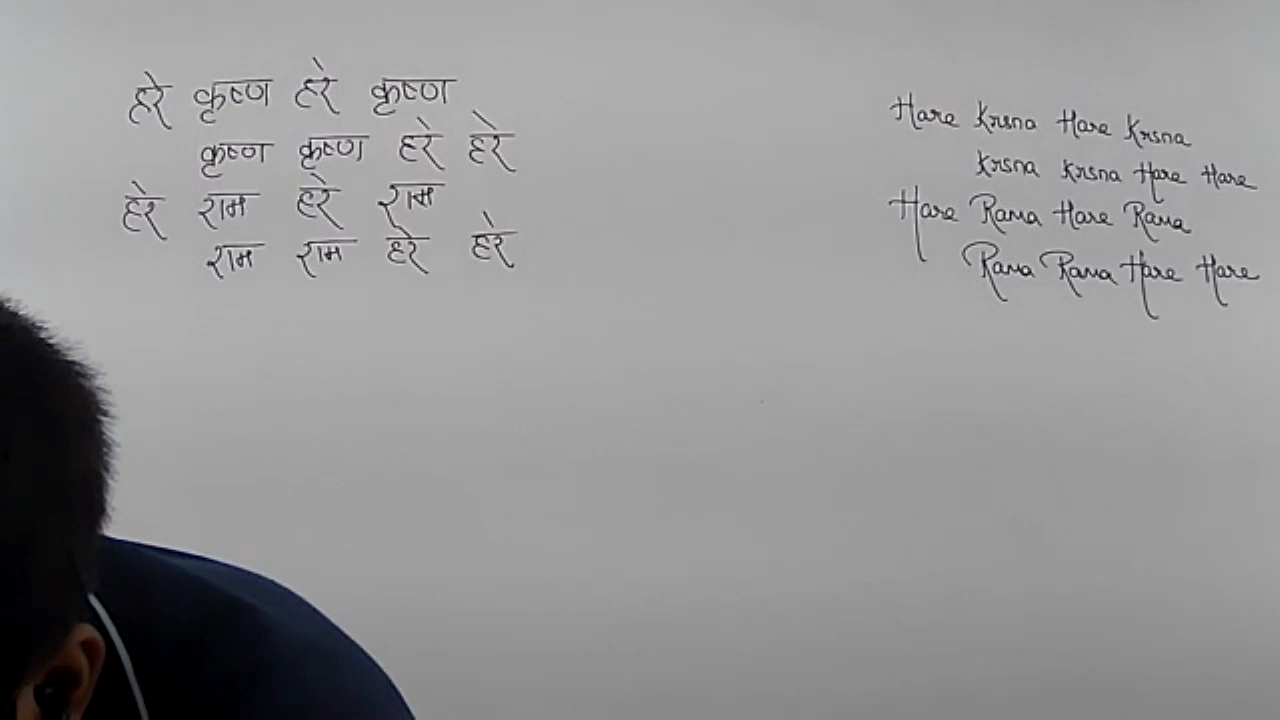 हरे कृष्ण हरे कृष्ण
कृष्ण कृष्ण हरे हरे
हरे राम हरे राम
राम राम हरे हरे
Hare Krsna Hare Krsna
Krsna Krsna Hare Hare
Hare Rama Hare Rama
Rama Rama Hare Hare